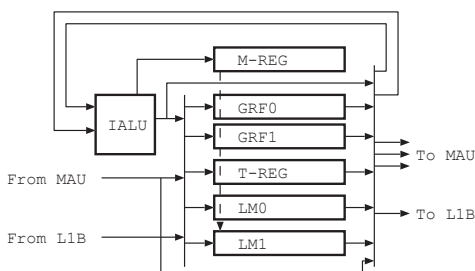 M-REG
GRF0
IALU
GRF1
To MAU
T-REG
From MAU
LM0
To L1B
From L1B
LM1